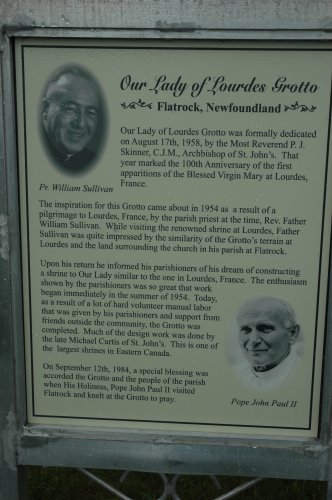 Our Lady of Lourdes Grotto
Flatrock, Newfoundland
Our Lady of Lourdes Grotto was formally dedicated
on August 17th, 1958, by the Most Reverend P. J.
Skinner, C.J.M., Archbishop of St. John's. That
year marked the 100th Anniversary of the first
apparitions of the Blessed Virgin Mary at Lourdes,
France.
Fr. William Sullivan
The inspiration for this Grotto came about in 1954 as a result of a
pilgrimage to Lourdes, France, by the parish priest at the time, Rev. Father
William Sullivan. While visiting the renowned shrine at Lourdes, Father
Sullivan was quite impressed by the similarity of the Grotto's terrain at
Lourdes and the land surrounding the church in his parish at Flatrock.
Upon his return he informed his parishioners of his dream of constructing
a shrine to Our Lady similar to the one in Lourdes, France. The enthusiasm
shown by the parishioners was so great that work
began immediately in the summer of 1954. Today,
as a result of a lot of hard volunteer manual labor
that was given by his parishioners and support from
friends outside the community, the Grotto was
completed. Much of the design work was done by
the late Michael Curtis of St. John's. This is one of
the largest shrines in Eastern Canada.
On September 12th, 1984, a special blessing was
accorded the Grotto and the people of the parish
when His Holiness, Pope John Paul II visited
Flatrock and knelt at the Grotto to pray.
Pope John Paul II